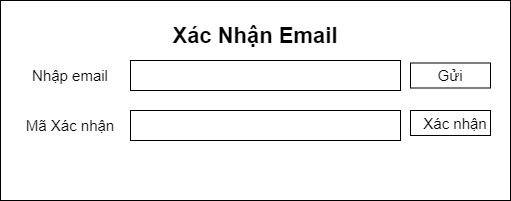 Xác Nhận Email
Nhập email Gửi
Mã Xác nhận Xác nhận